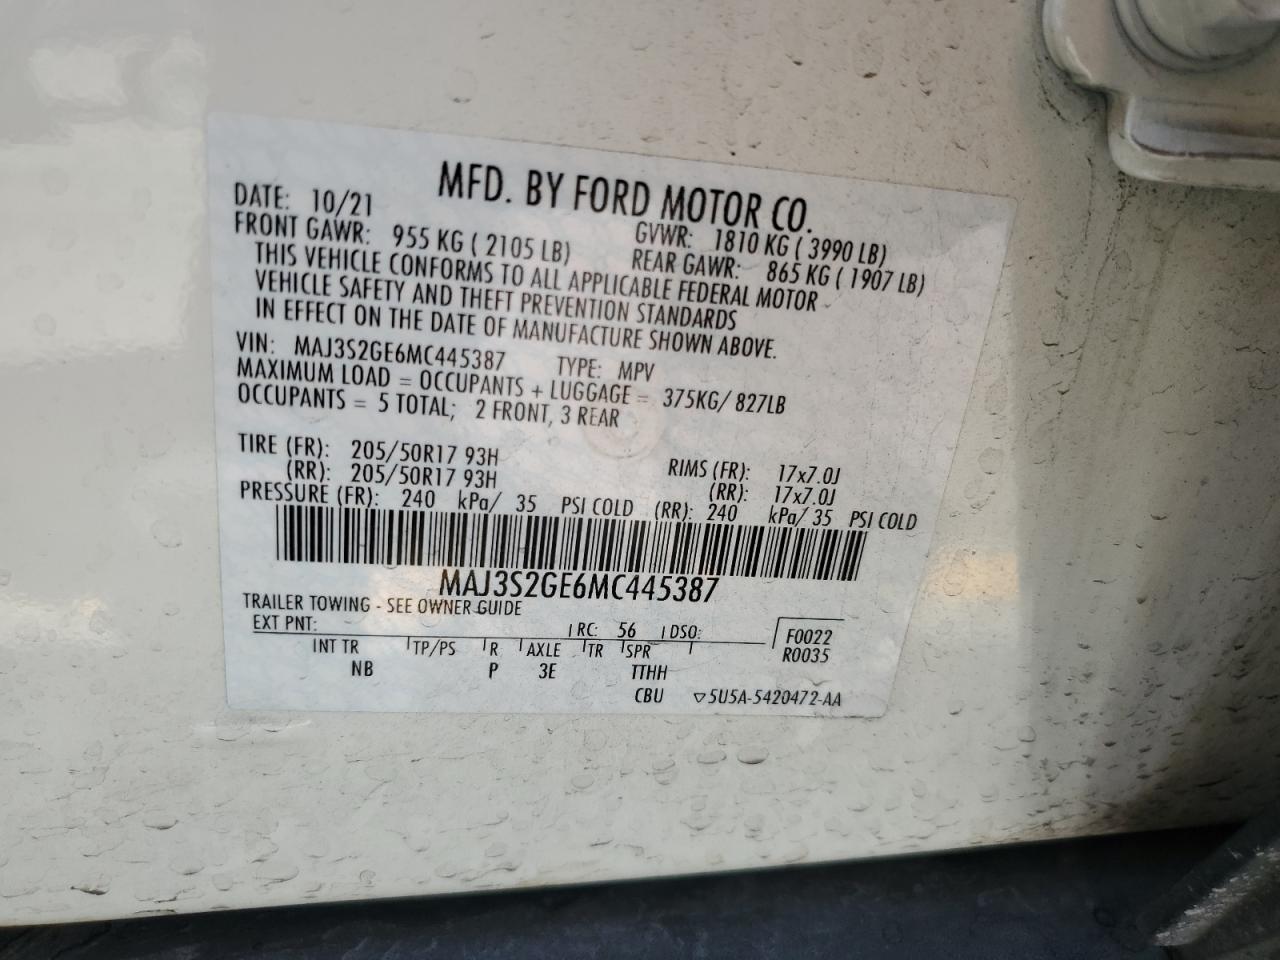 MFD. BY FORD MOTOR CO.
DATE: 10/21 GVWR: 1810 KG ( 3990 LB)
FRONT GAWR: 955 KG ( 2105 LB) REAR GAWR: 865 KG ( 1907 LB)
THIS VEHICLE CONFORMS TO ALL APPLICABLE FEDERAL MOTOR
VEHICLE SAFETY AND THEFT PREVENTION STANDARDS
IN EFFECT ON THE DATE OF MANUFACTURE SHOWN ABOVE.
VIN: MAJ3S2GE6MC445387 TYPE: MPV
MAXIMUM LOAD = OCCUPANTS + LUGGAGE = 375KG/ 827LB
OCCUPANTS = 5 TOTAL; 2 FRONT, 3 REAR
TIRE (FR): 205/50R17 93H RIMS (FR): 17x7.0J
(RR): 205/50R17 93H (RR): 17x7.0J
PRESSURE (FR): 240 kPa/ 35 PSI COLD (RR): 240 kPa/ 35 PSI COLD
MAJ3S2GE6MC445387
TRAILER TOWING - SEE OWNER GUIDE
EXT PNT: RC: 56 DSO: F0022
INT TR TP/PS R AXLE TR SPR R0035
NB P 3E TTHH
CBU ▽5U5A-5420472-AA